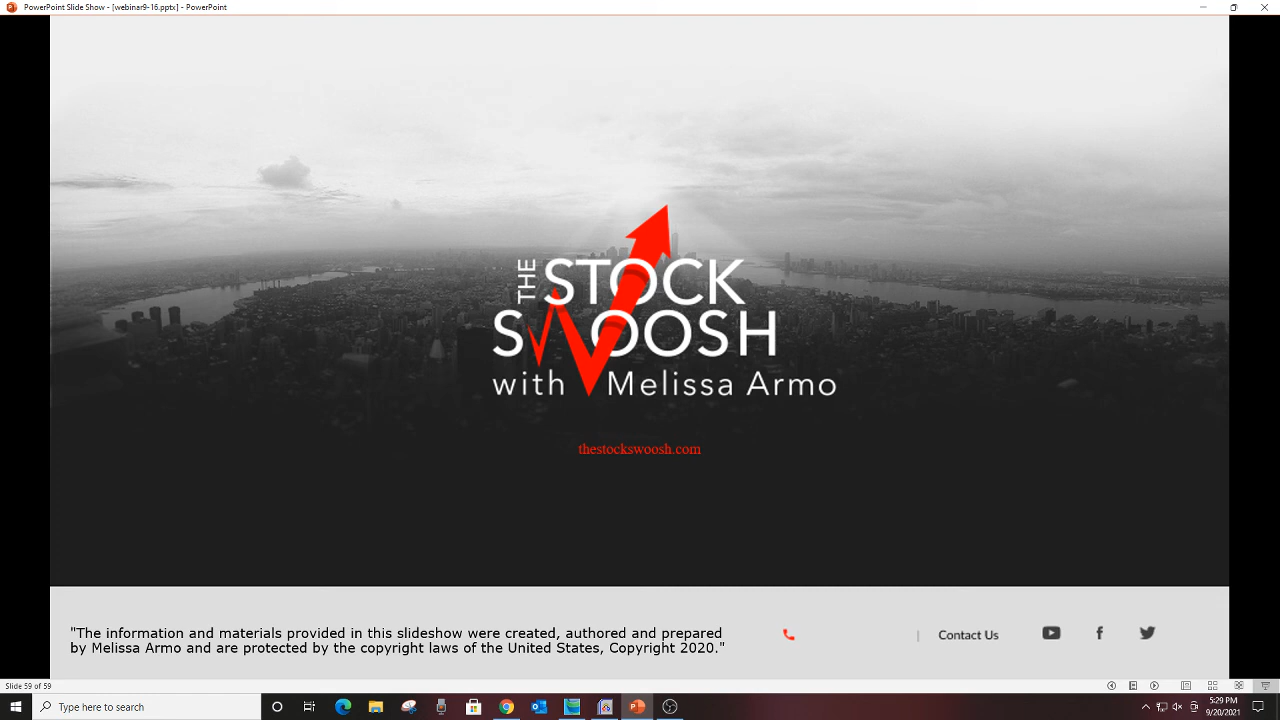 PowerPoint Slide Show - [webinar9-16.pptx] - PowerPoint
THE STOCK
SWOOSH
with Melissa Armo
thestockswoosh.com
"The information and materials provided in this slideshow were created, authored and prepared
by Melissa Armo and are protected by the copyright laws of the United States, Copyright 2020."
| Contact Us
Slide 59 of 59
Type here to search
5:29 PM
9/20/2021